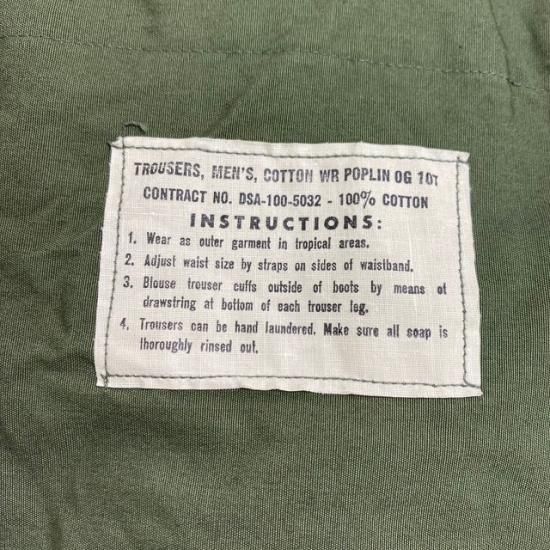 TROUSERS, MEN'S, COTTON WR POPLIN OG 107
CONTRACT NO. DSA-100-5032 - 100% COTTON
INSTRUCTIONS:
1. Wear as outer garment in tropical areas.
2. Adjust waist size by straps on sides of waistband.
3. Blouse trouser cuffs outside of boots by means of
drawstring at bottom of each trouser leg.
4. Trousers can be hand laundered. Make sure all soap is
thoroughly rinsed out.